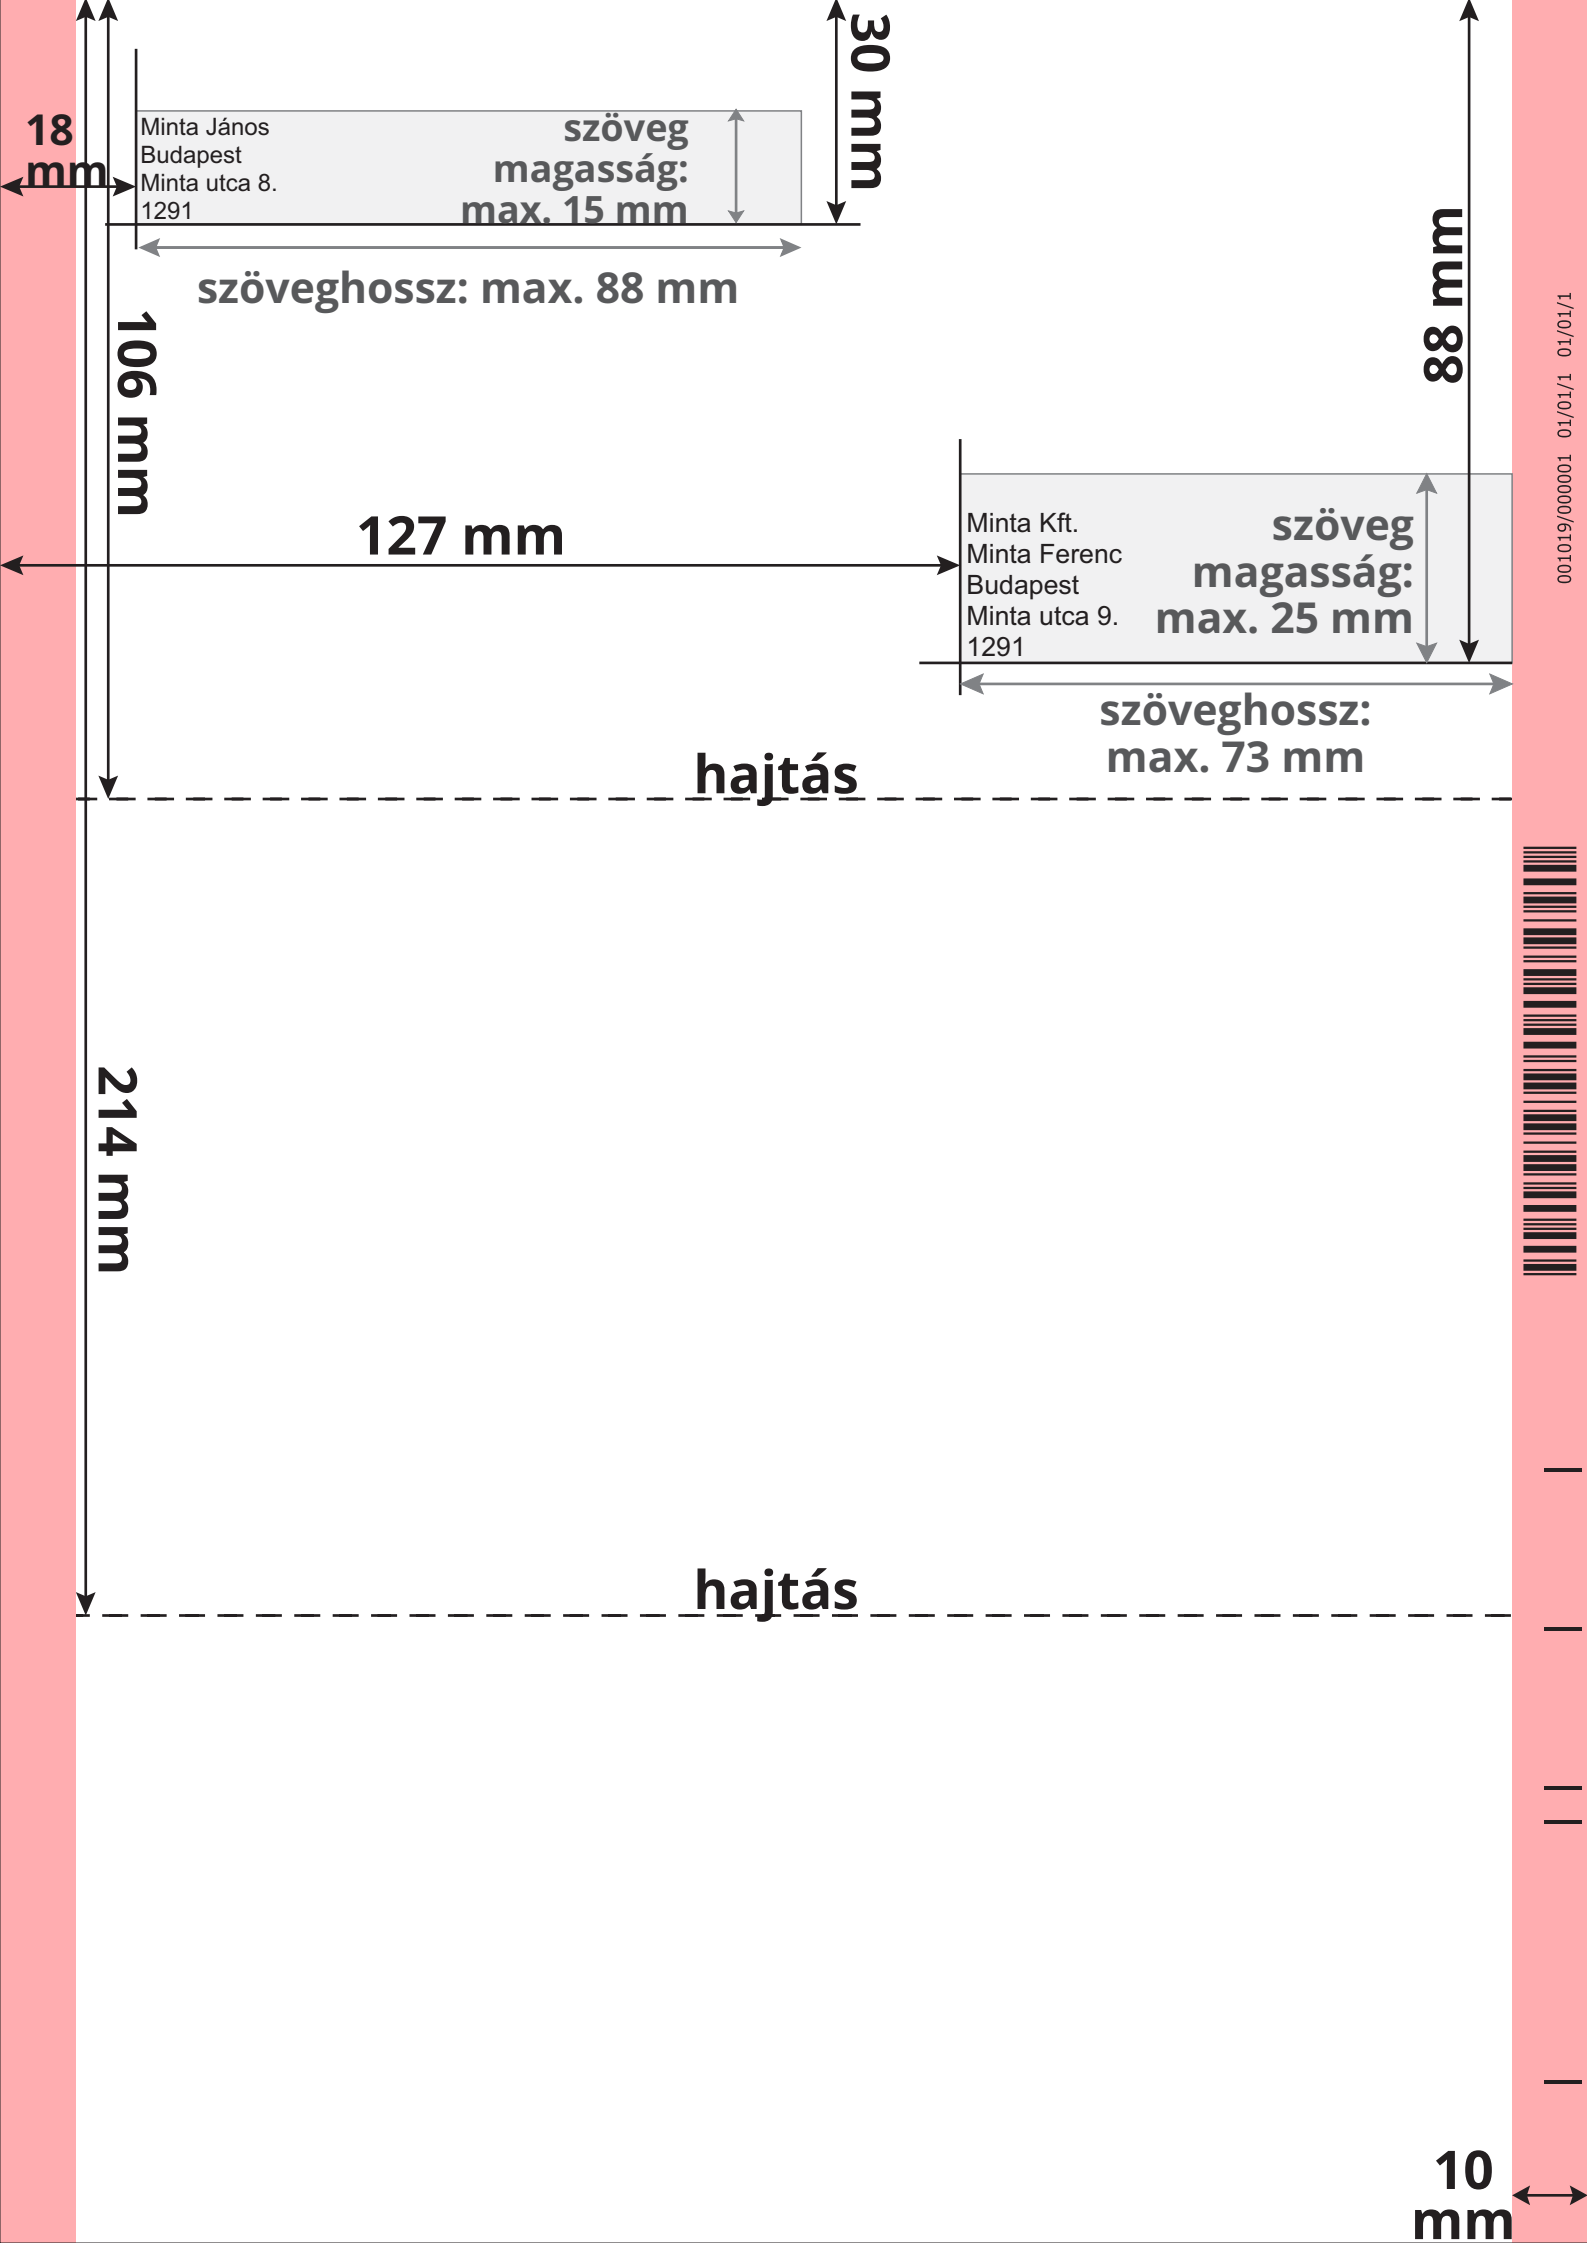 30 mm
18
mm
Minta János
Budapest
Minta utca 8.
1291
szöveg
magasság:
max. 15 mm
szöveghossz: max. 88 mm
88 mm
001019/000001 01/01/1 01/01/1
106 mm
127 mm
Minta Kft.
Minta Ferenc
Budapest
Minta utca 9.
1291
szöveg
magasság:
max. 25 mm
szöveghossz:
max. 73 mm
hajtás
214 mm
hajtás
10
mm